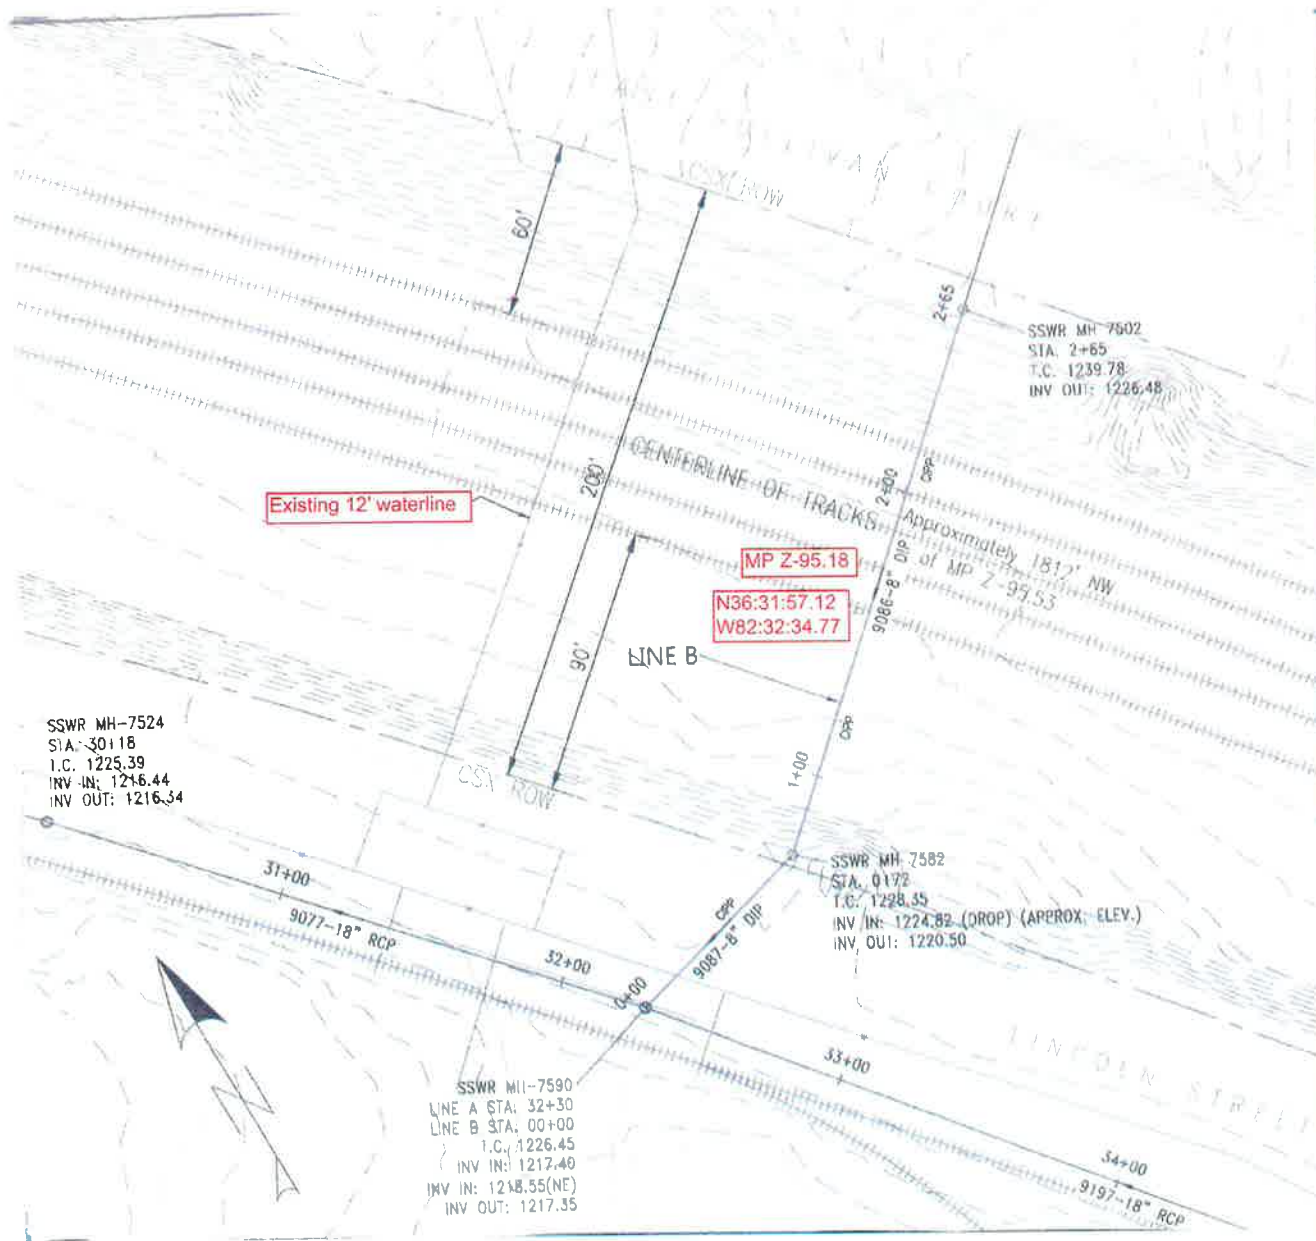 CSX ROW
60'
2+65
SSWR MH 7502
STA. 2+65
T.C. 1239.78
INV OUT: 1226.48
200'
CENTERLINE OF TRACKS
2+00
DPP
Existing 12' waterline
Approximately 1812' NW
of MP Z-95.53
MP Z-95.18
9086-8" DIP
N36:31:57.12
W82:32:34.77
90'
LINE B
DPP
SSWR MH-7524
STA. 30+18
T.C. 1225.39
INV IN: 1216.44
INV OUT: 1216.34
1+00
CSX ROW
SSWR MH 7582
STA. 0+72
T.C. 1228.35
INV IN: 1224.82 (DROP) (APPROX. ELEV.)
INV OUT: 1220.50
31+00
9077-18" RCP
DPP
9087-8" DIP
32+00
0+00
33+00
LINCOLN STREET
SSWR MH-7590
LINE A STA: 32+30
LINE B STA: 00+00
T.C. 1226.45
INV IN: 1217.40
INV IN: 1218.55(NE)
INV OUT: 1217.35
34+00
9197-18" RCP